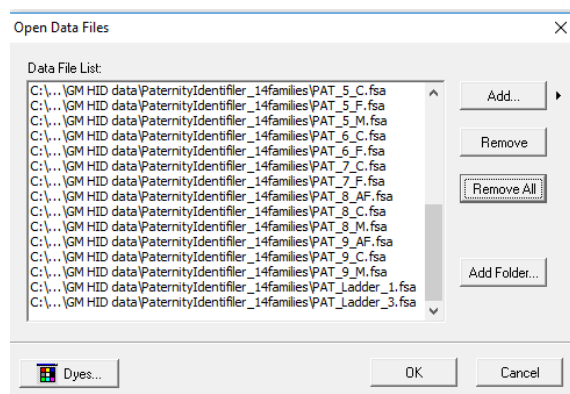 Open Data Files
Data File List:
C:\...\GM HID data\PaternityIdentifiler_14families\PAT_5_C.fsa
C:\...\GM HID data\PaternityIdentifiler_14families\PAT_5_F.fsa
C:\...\GM HID data\PaternityIdentifiler_14families\PAT_5_M.fsa
C:\...\GM HID data\PaternityIdentifiler_14families\PAT_6_C.fsa
C:\...\GM HID data\PaternityIdentifiler_14families\PAT_6_F.fsa
C:\...\GM HID data\PaternityIdentifiler_14families\PAT_7_C.fsa
C:\...\GM HID data\PaternityIdentifiler_14families\PAT_7_F.fsa
C:\...\GM HID data\PaternityIdentifiler_14families\PAT_8_AF.fsa
C:\...\GM HID data\PaternityIdentifiler_14families\PAT_8_C.fsa
C:\...\GM HID data\PaternityIdentifiler_14families\PAT_8_M.fsa
C:\...\GM HID data\PaternityIdentifiler_14families\PAT_9_AF.fsa
C:\...\GM HID data\PaternityIdentifiler_14families\PAT_9_C.fsa
C:\...\GM HID data\PaternityIdentifiler_14families\PAT_9_M.fsa
C:\...\GM HID data\PaternityIdentifiler_14families\PAT_Ladder_1.fsa
C:\...\GM HID data\PaternityIdentifiler_14families\PAT_Ladder_3.fsa
Add...
Remove
Remove All
Add Folder...
Dyes...
OK
Cancel